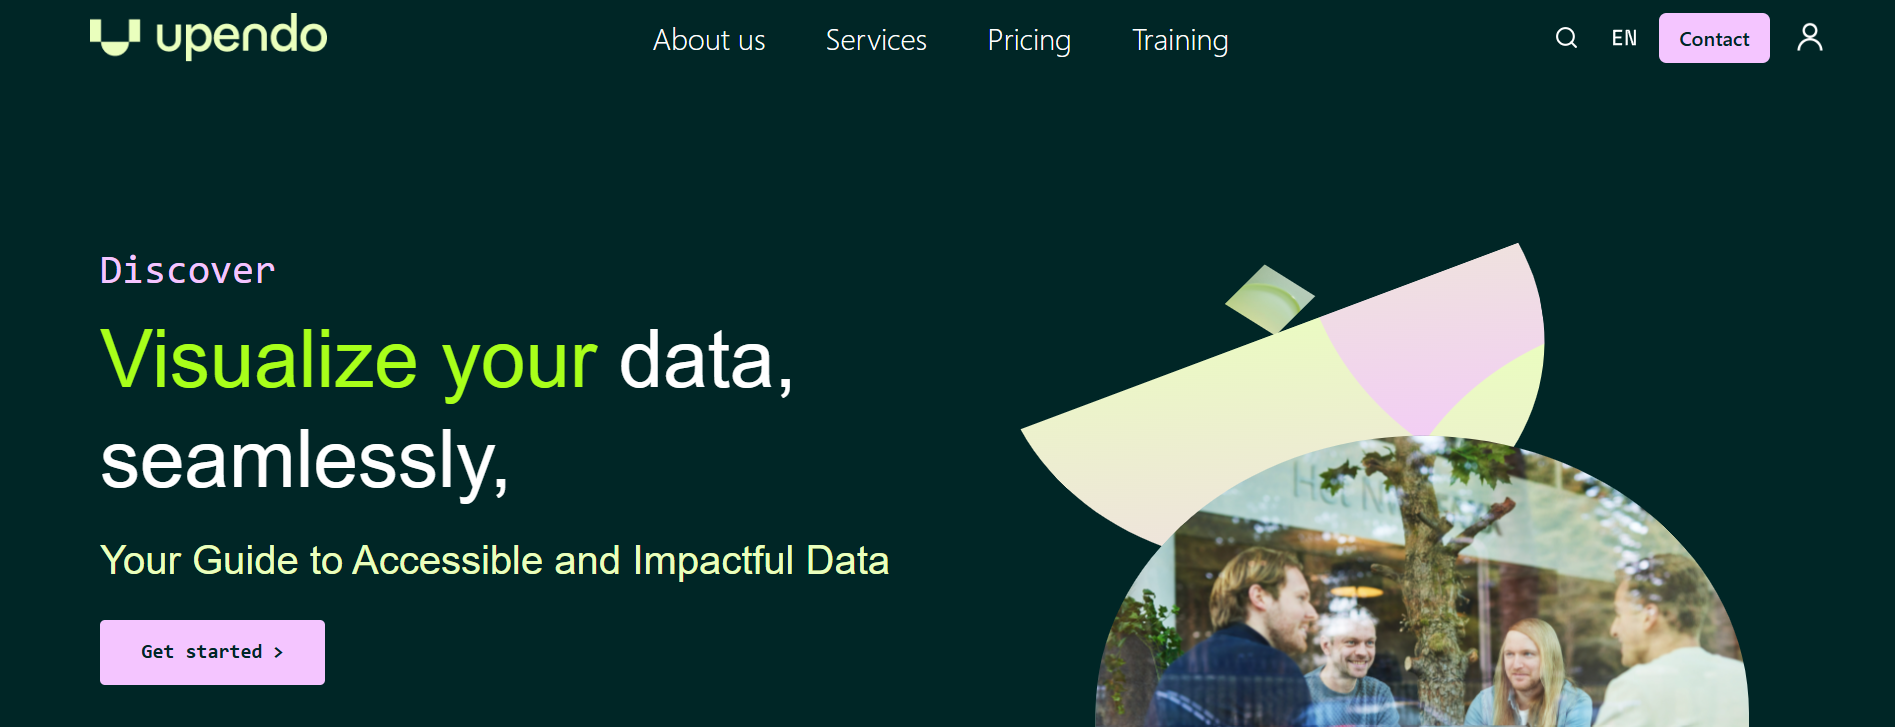 upendo
About us
Services
Pricing
Training
EN
Contact
Discover
Visualize your data,
seamlessly,
Your Guide to Accessible and Impactful Data
Get started >